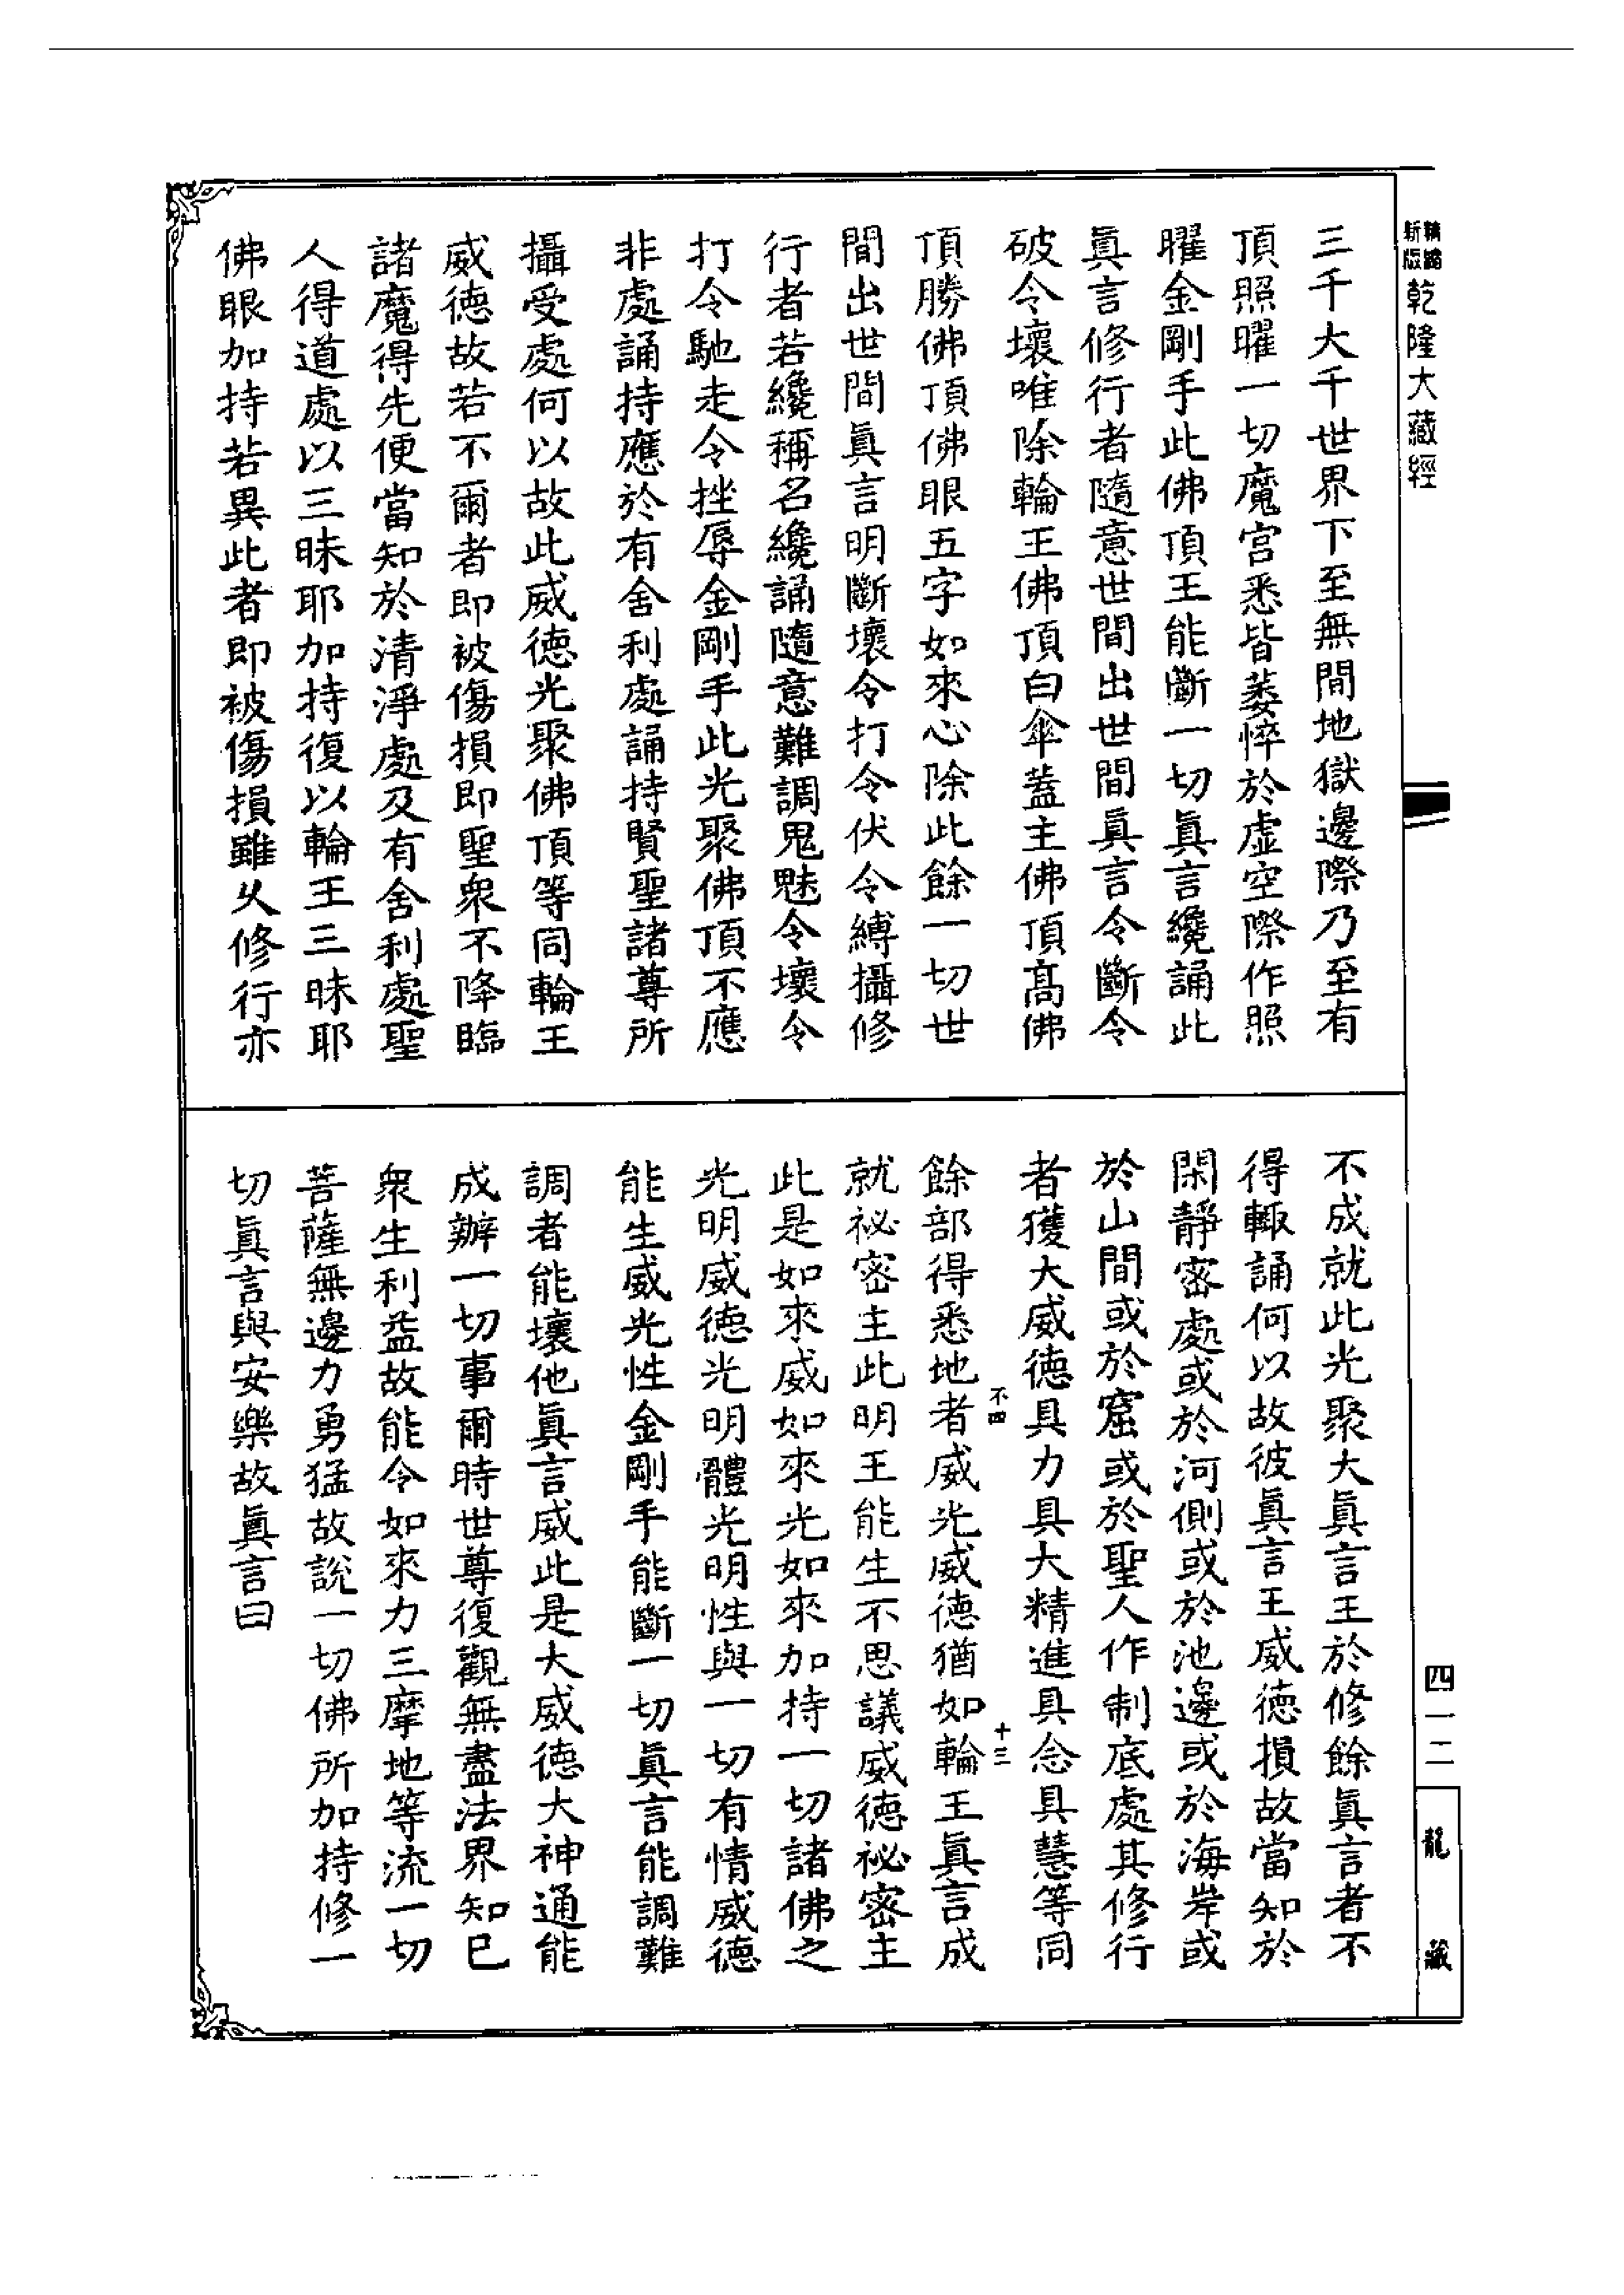 新版
精縮
乾隆大藏經
三千大千世界下至無間地獄邊際乃至有
頂照曜一切魔宮悉皆萎悴於虛空際作照
曜金剛手此佛頂王能斷一切眞言纔誦此
眞言修行者隨意世間出世間眞言令斷令
破令壞唯除輪王佛頂白傘蓋主佛頂髙佛
頂勝佛頂佛眼五字如來心除此餘一切世
間出世間眞言明斷壞令打令伏令縛攝修
行者若纔稱名纔誦隨意難調鬼魅令壞令
打令馳走令挫辱金剛手此光聚佛頂不應
非處誦持應於有舍利處誦持賢聖諸尊所
攝受處何以故此威德光聚佛頂等同輪王
威德故若不爾者即被傷損即聖衆不降臨
諸魔得先便當知於清淨處及有舍利處聖
人得道處以三昧耶加持復以輪王三昧耶
佛眼加持若異此者即被傷損雖乆修行亦
不成就此光聚大眞言王於修餘眞言者不
得輙誦何以故彼眞言王威德損故當知於
閑靜密處或於河側或於池邊或於海岸或
於山間或於窟或於聖人作制底處其修行
者獲大威德具力具大精進具念具慧等同
不四
十三
餘部得悉地者威光威德猶如輪王眞言成
就祕密主此明王能生不思議威德祕密主
此是如來威如來光如來加持一切諸佛之
光明威德光明體光明性與一切有情威德
能生威光性金剛手能斷一切眞言能調難
調者能壞他眞言威此是大威德大神通能
成辦一切事爾時世尊復觀無盡法界知已
衆生利益故能令如來力三摩地等流一切
菩薩無邊力勇猛故說一切佛所加持修一
切眞言與安樂故眞言曰
四一二
龍藏